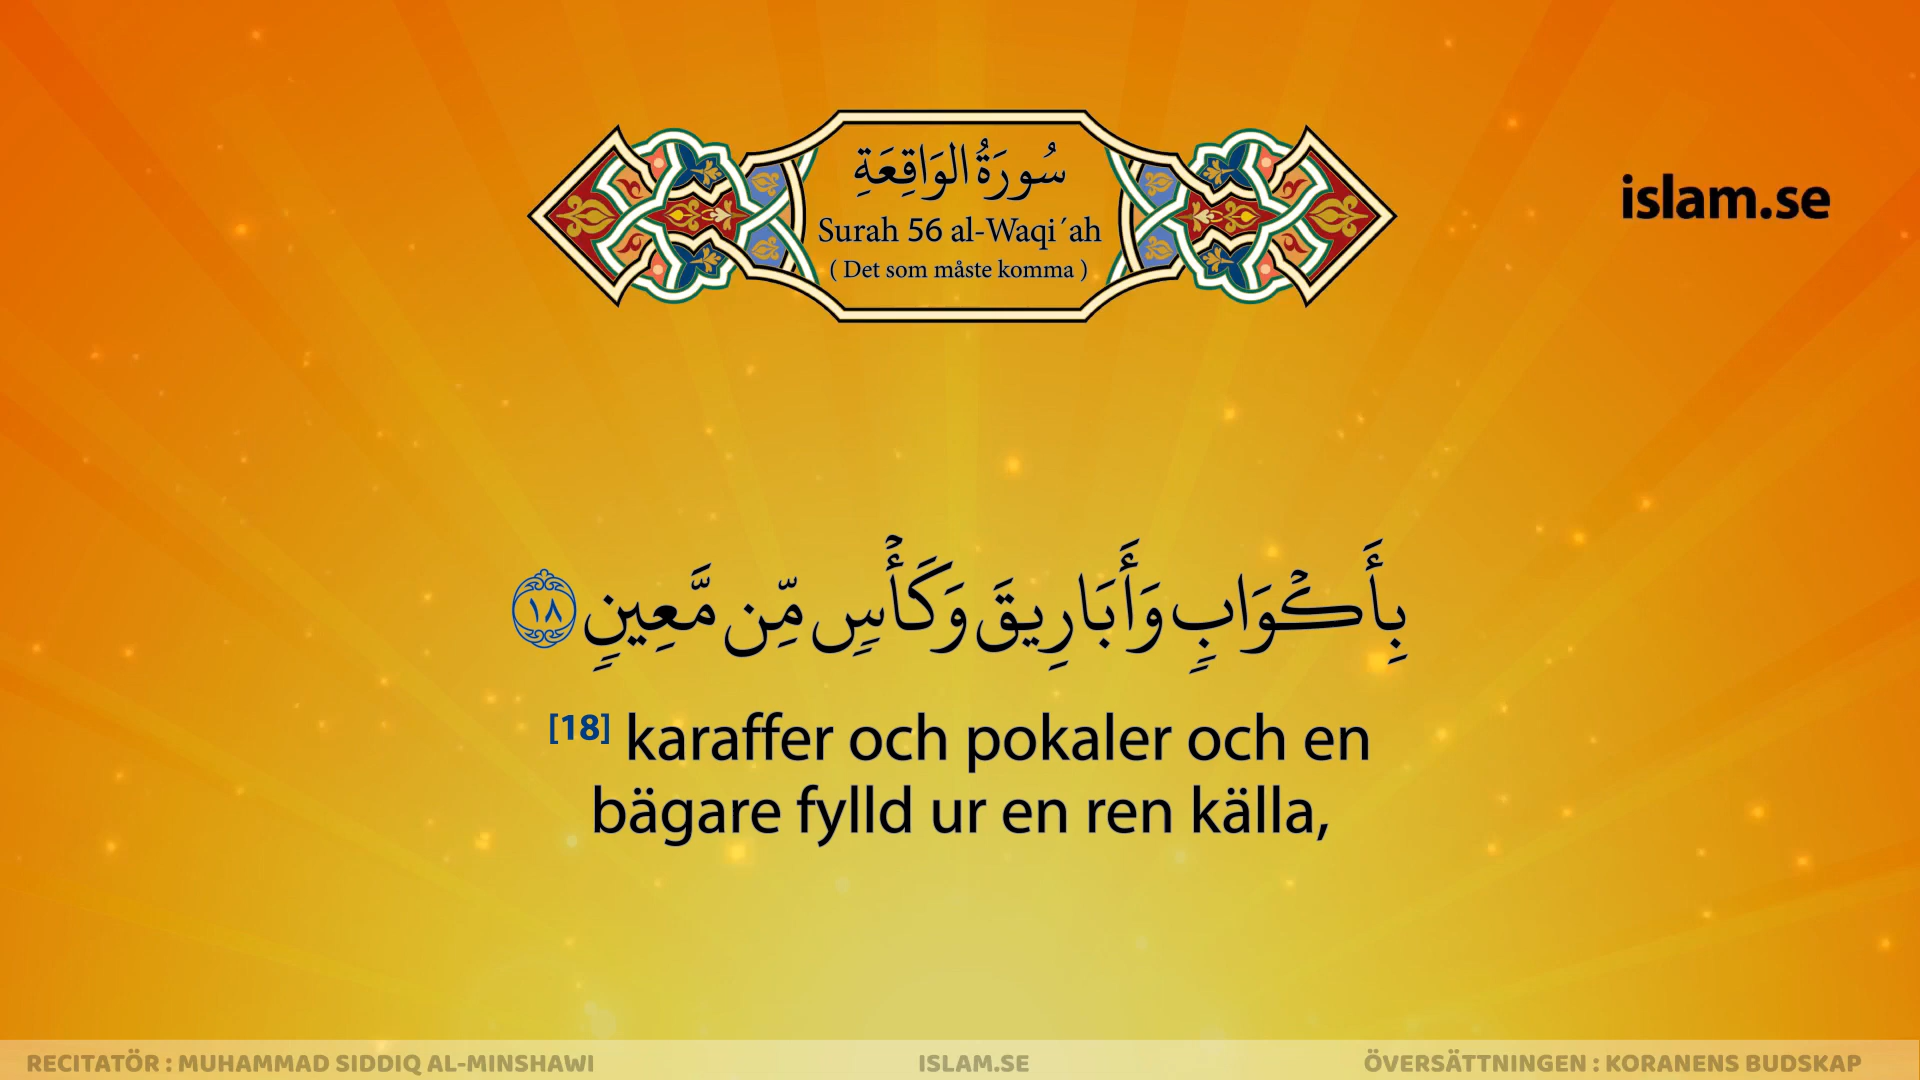 سُورَةُ الوَاقِعَةِ
Surah 56 al-Waqi´ah
( Det som måste komma )
islam.se
بِأَكۡوَابٖ وَأَبَارِيقَ وَكَأۡسٖ مِّن مَّعِينٖ ١٨
[18] karaffer och pokaler och en
bägare fylld ur en ren källa,
RECITATÖR : MUHAMMAD SIDDIQ AL-MINSHAWI
ISLAM.SE
ÖVERSÄTTNINGEN : KORANENS BUDSKAP